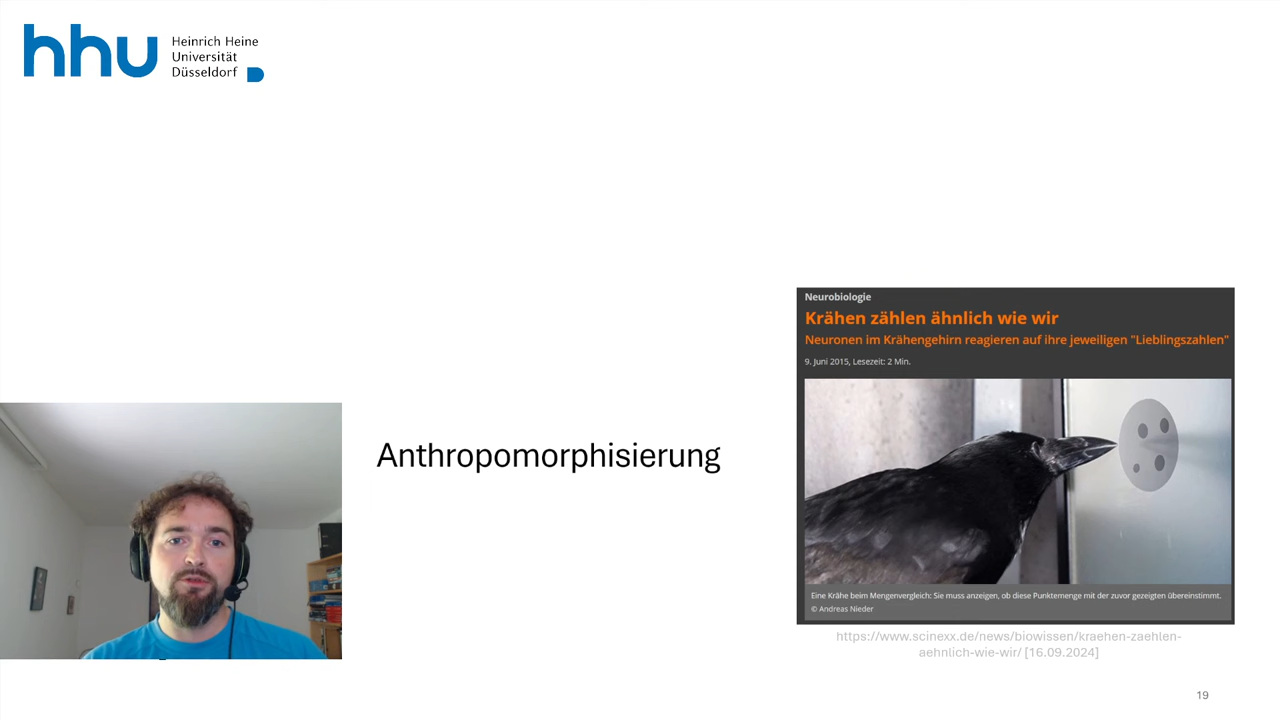 hhu Heinrich Heine
Universität
Düsseldorf
Neurobiologie
Krähen zählen ähnlich wie wir
Neuronen im Krähengehirn reagieren auf ihre jeweiligen "Lieblingszahlen"
9. Juni 2015, Lesezeit: 2 Min.
Anthropomorphisierung
Eine Krähe beim Mengenvergleich: Sie muss anzeigen, ob diese Punktemenge mit der zuvor gezeigten übereinstimmt.
© Andreas Nieder
https://www.scinexx.de/news/biowissen/kraehen-zaehlen-
aehnlich-wie-wir/ [16.09.2024]
19